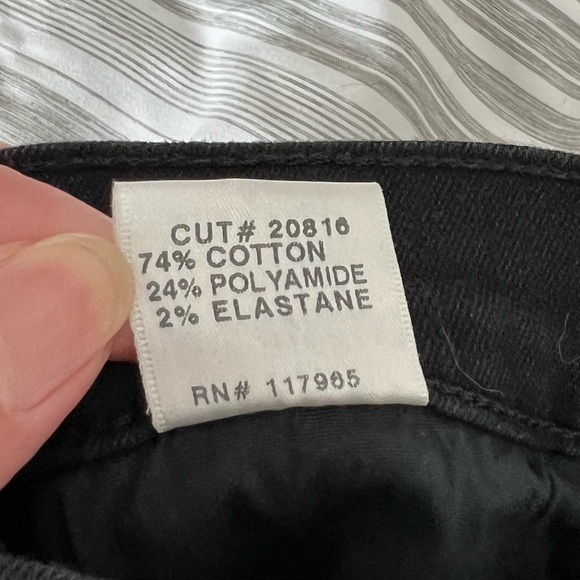 CUT# 20816
74% COTTON
24% POLYAMIDE
2% ELASTANE
RN# 117965